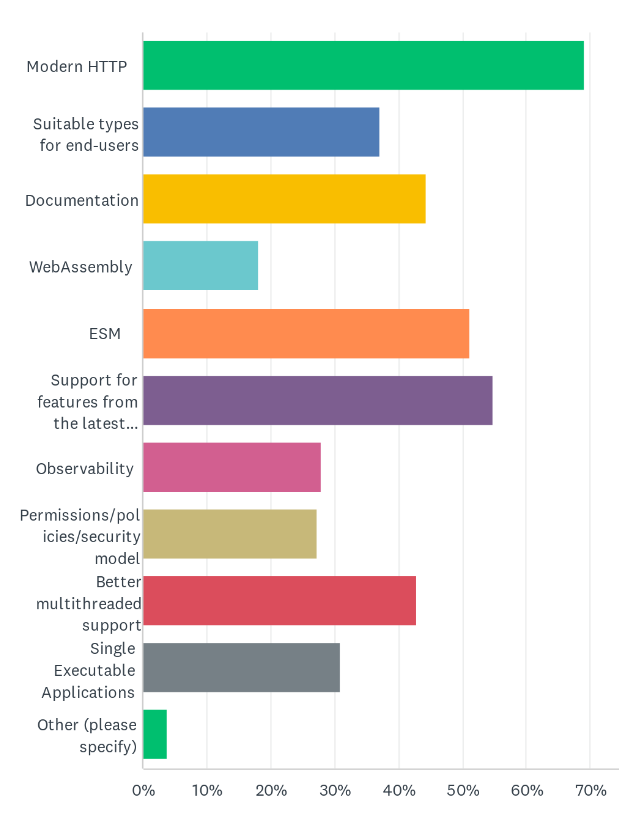 Modern HTTP
Suitable types
for end-users
Documentation
WebAssembly
ESM
Support for
features from
the latest...
Observability
Permissions/pol
icies/security
model
Better
multithreaded
support
Single
Executable
Applications
Other (please
specify)
0% 10% 20% 30% 40% 50% 60% 70%